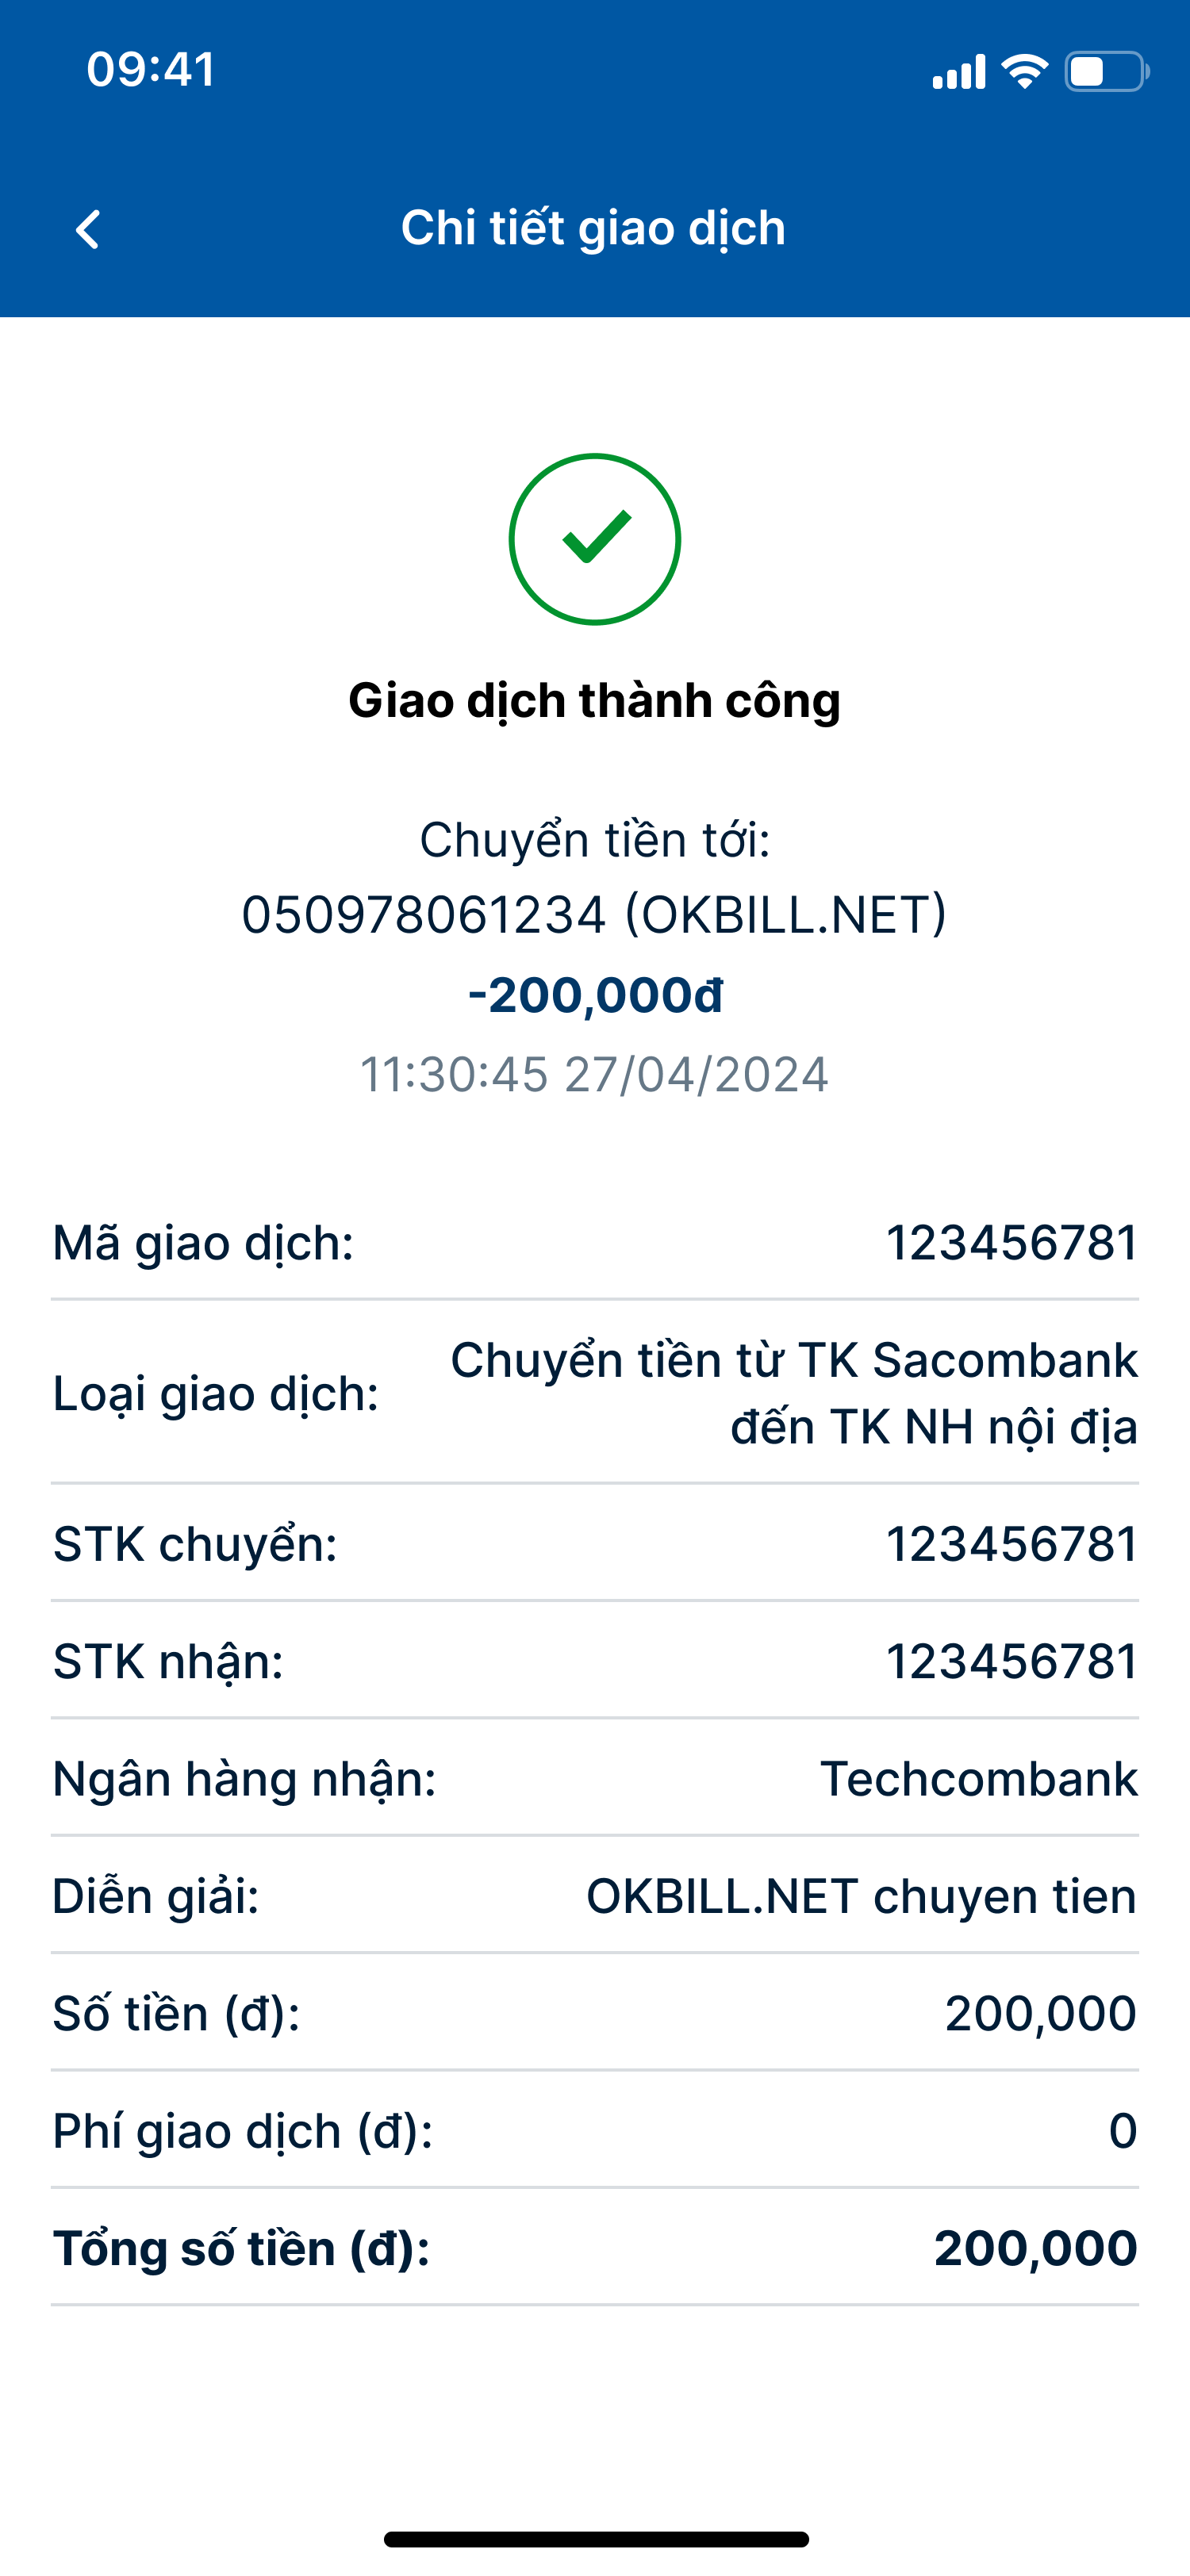 09:41
Chi tiết giao dịch
Giao dịch thành công
Chuyển tiền tới:
050978061234 (OKBILL.NET)
-200,000đ
11:30:45 27/04/2024
Mã giao dịch: 123456781
Loại giao dịch: Chuyển tiền từ TK Sacombank
đến TK NH nội địa
STK chuyển: 123456781
STK nhận: 123456781
Ngân hàng nhận: Techcombank
Diễn giải: OKBILL.NET chuyen tien
Số tiền (đ): 200,000
Phí giao dịch (đ): 0
Tổng số tiền (đ): 200,000